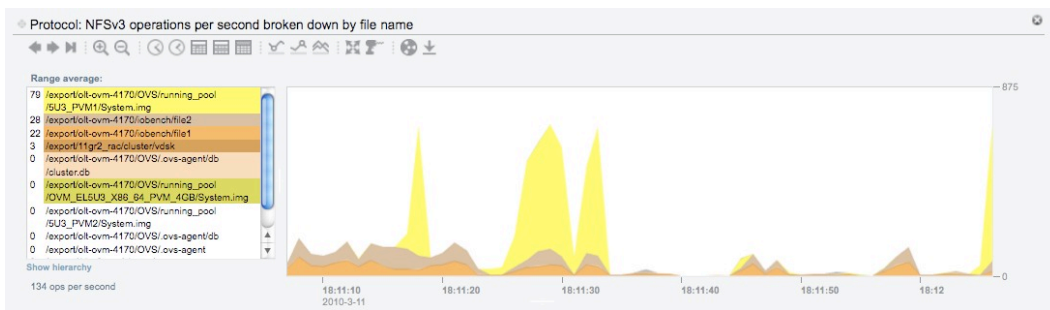 Protocol: NFSv3 operations per second broken down by file name
Range average:
79 /export/olt-ovm-4170/OVS/running_pool
/5U3_PVM1/System.img
28 /export/olt-ovm-4170/iobench/file2
22 /export/olt-ovm-4170/iobench/file1
3 /export/11gr2_rac/cluster/vdsk
0 /export/olt-ovm-4170/OVS/.ovs-agent/db
/cluster.db
0 /export/olt-ovm-4170/OVS/running_pool
/OVM_EL5U3_X86_64_PVM_4GB/System.img
0 /export/olt-ovm-4170/OVS/running_pool
/5U3_PVM2/System.img
0 /export/olt-ovm-4170/OVS/.ovs-agent/db
0 /export/olt-ovm-4170/OVS/.ovs-agent
Show hierarchy
134 ops per second
875
0
18:11:10 18:11:20 18:11:30 18:11:40 18:11:50 18:12
2010-3-11